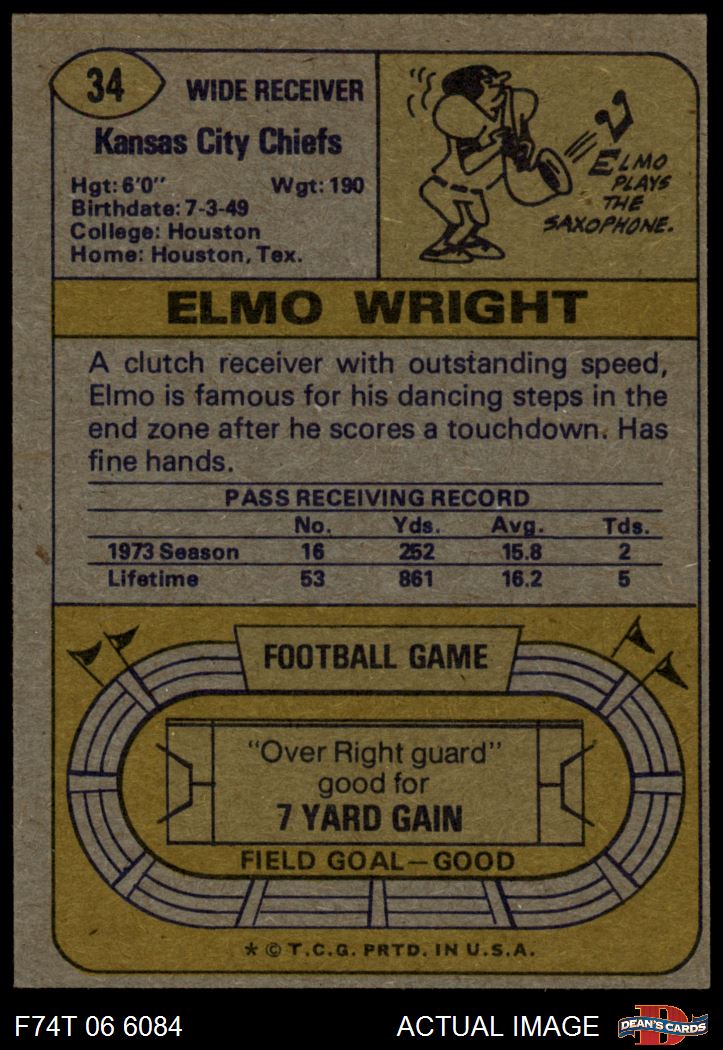 34
WIDE RECEIVER
Kansas City Chiefs
Hgt: 6'0" Wgt: 190
Birthdate: 7-3-49
College: Houston
Home: Houston, Tex.
ELMO
PLAYS
THE
SAXOPHONE.
ELMO WRIGHT
A clutch receiver with outstanding speed,
Elmo is famous for his dancing steps in the
end zone after he scores a touchdown. Has
fine hands.
PASS RECEIVING RECORD
No. Yds. Avg. Tds.
1973 Season 16 252 15.8 2
Lifetime 53 861 16.2 5
FOOTBALL GAME
"Over Right guard"
good for
7 YARD GAIN
FIELD GOAL—GOOD
* © T.C.G. PRTD. IN U.S.A.
F74T 06 6084 ACTUAL IMAGE
D
DEAN'S CARDS